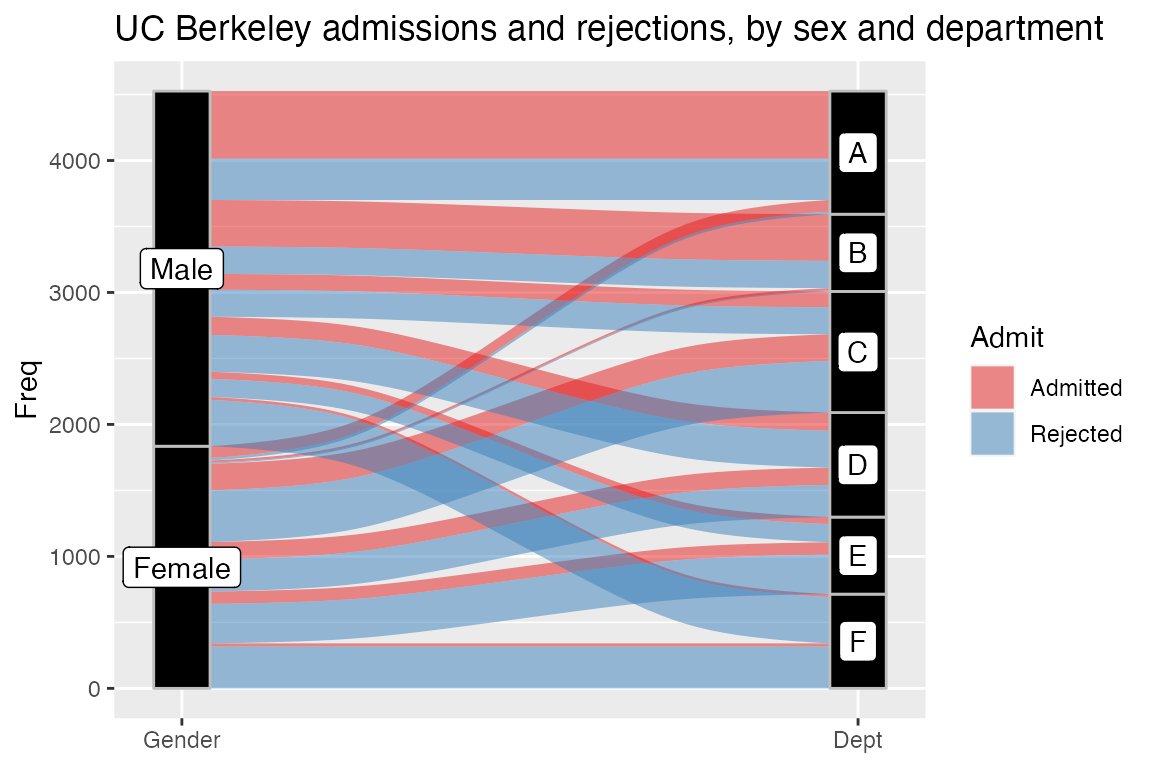 UC Berkeley admissions and rejections, by sex and department
Freq
4000
3000
2000
1000
0
Male
Female
A
B
C
D
E
F
Gender
Dept
Admit
Admitted
Rejected